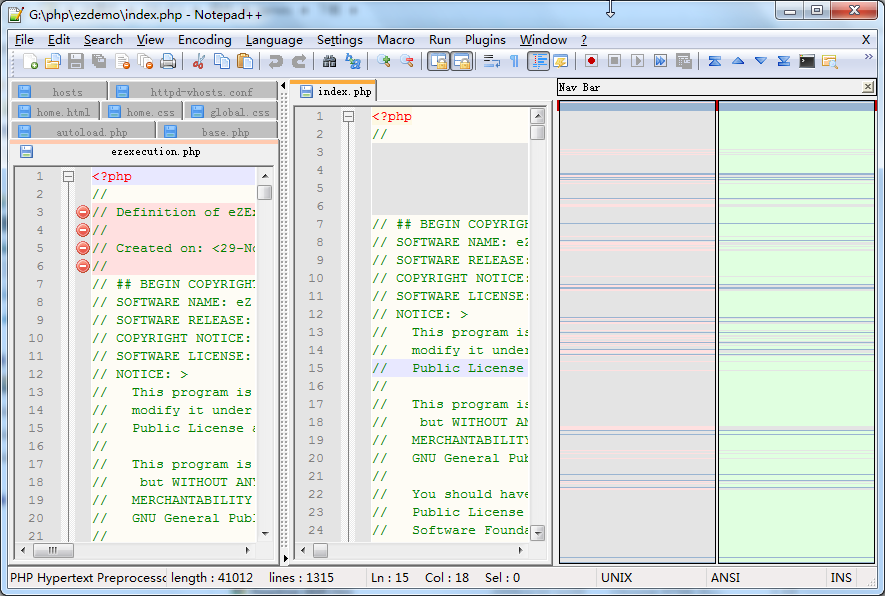 G:\php\ezdemo\index.php - Notepad++
File Edit Search View Encoding Language Settings Macro Run Plugins Window ? X
hosts httpd-vhosts.conf
home.html home.css global.css
autoload.php base.php
ezexecution.php
1 <?php
2 //
3 // Definition of eZEx
4 //
5 // Created on: <29-No
6 //
7 // ## BEGIN COPYRIGHT
8 // SOFTWARE NAME: eZ
9 // SOFTWARE RELEASE:
10 // COPYRIGHT NOTICE:
11 // SOFTWARE LICENSE:
12 // NOTICE: >
13 // This program is
14 // modify it under
15 // Public License a
16 //
17 // This program is
18 // but WITHOUT ANY
19 // MERCHANTABILITY
20 // GNU General Publ
21 //
index.php
1 <?php
2 //
3
4
5
6
7 // ## BEGIN COPYRIGH
8 // SOFTWARE NAME: eZ
9 // SOFTWARE RELEASE:
10 // COPYRIGHT NOTICE:
11 // SOFTWARE LICENSE:
12 // NOTICE: >
13 // This program is
14 // modify it under
15 // Public License
16 //
17 // This program is
18 // but WITHOUT AN
19 // MERCHANTABILITY
20 // GNU General Pub
21 //
22 // You should have
23 // Public License
24 // Software Founda
Nav Bar
PHP Hypertext Preprocesso length : 41012 lines : 1315 Ln : 15 Col : 18 Sel : 0 UNIX ANSI INS